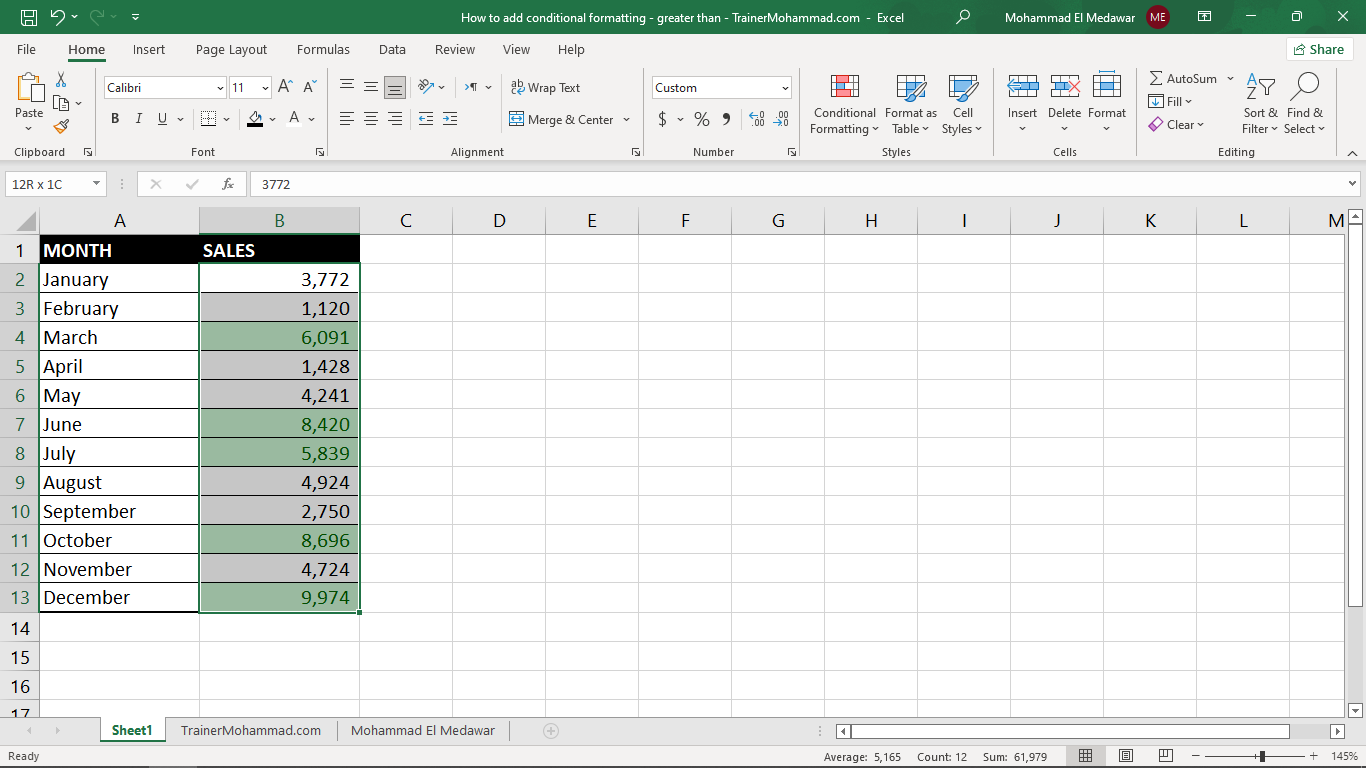 How to add conditional formatting - greater than - TrainerMohammad.com - Excel
Mohammad El Medawar
ME
File Home Insert Page Layout Formulas Data Review View Help
Share
Paste
Calibri 11 A^ A˅
B I U A
ab Wrap Text
Merge & Center
Custom
$ % 9 .00 .00
Conditional Formatting
Format as Table
Cell Styles
Insert Delete Format
AutoSum
Fill
Clear
Sort & Filter
Find & Select
Clipboard Font Alignment Number Styles Cells Editing
12R x 1C fx 3772
A B C D E F G H I J K L M
1 MONTH SALES
2 January 3,772
3 February 1,120
4 March 6,091
5 April 1,428
6 May 4,241
7 June 8,420
8 July 5,839
9 August 4,924
10 September 2,750
11 October 8,696
12 November 4,724
13 December 9,974
14
15
16
17
Sheet1 TrainerMohammad.com Mohammad El Medawar
Ready Average: 5,165 Count: 12 Sum: 61,979 145%